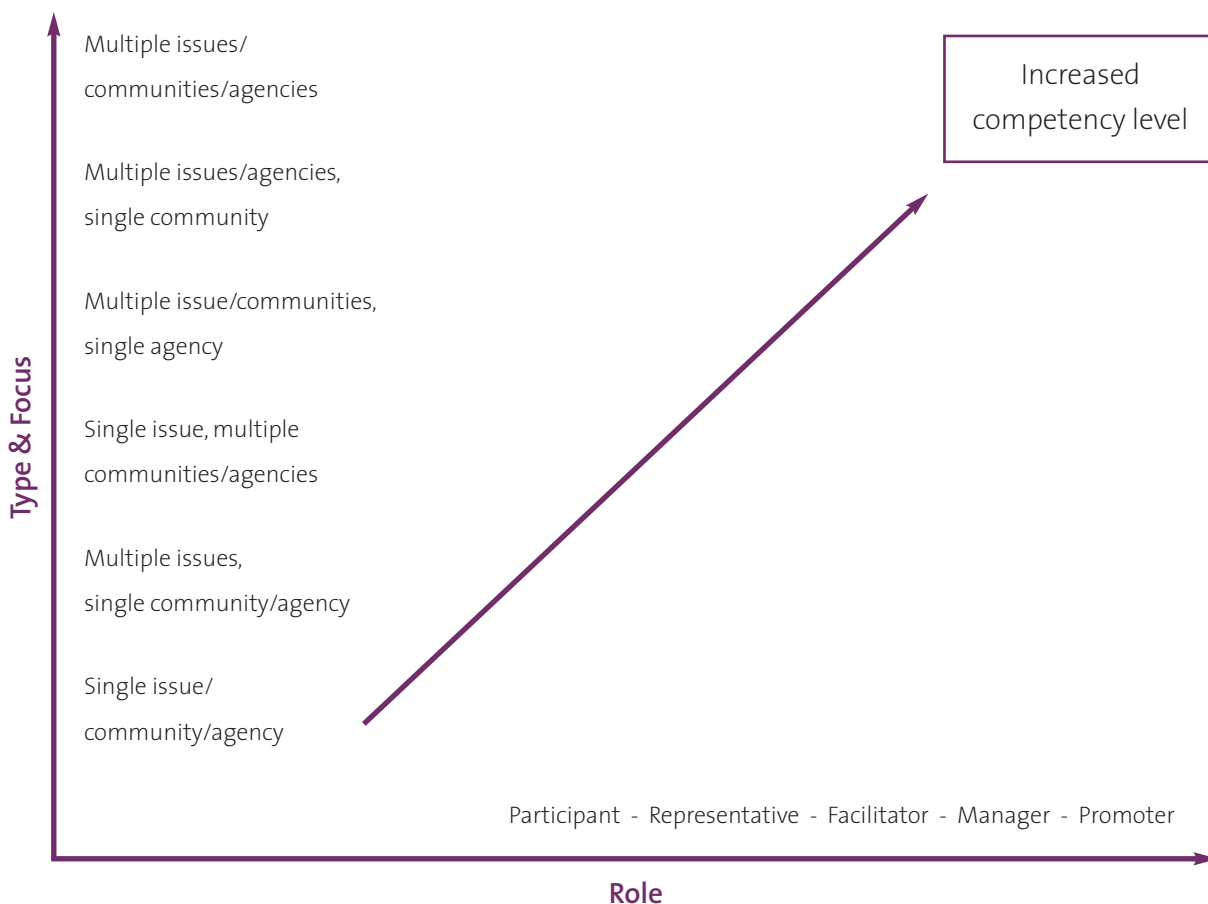 Multiple issues/
communities/agencies
Increased
competency level
Multiple issues/agencies,
single community
Multiple issue/communities,
single agency
Type & Focus
Single issue, multiple
communities/agencies
Multiple issues,
single community/agency
Single issue/
community/agency
Participant - Representative - Facilitator - Manager - Promoter
Role